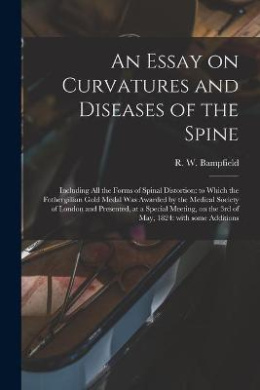 An Essay on
Curvatures and
Diseases of the
Spine
Including All the Forms of Spinal Distortion: to Which the
Fothergillian Gold Medal Was Awarded by the Medical Society
of London and Presented, at a Special Meeting, on the 3rd of
May, 1824: with some Additions
R. W. Bampfield